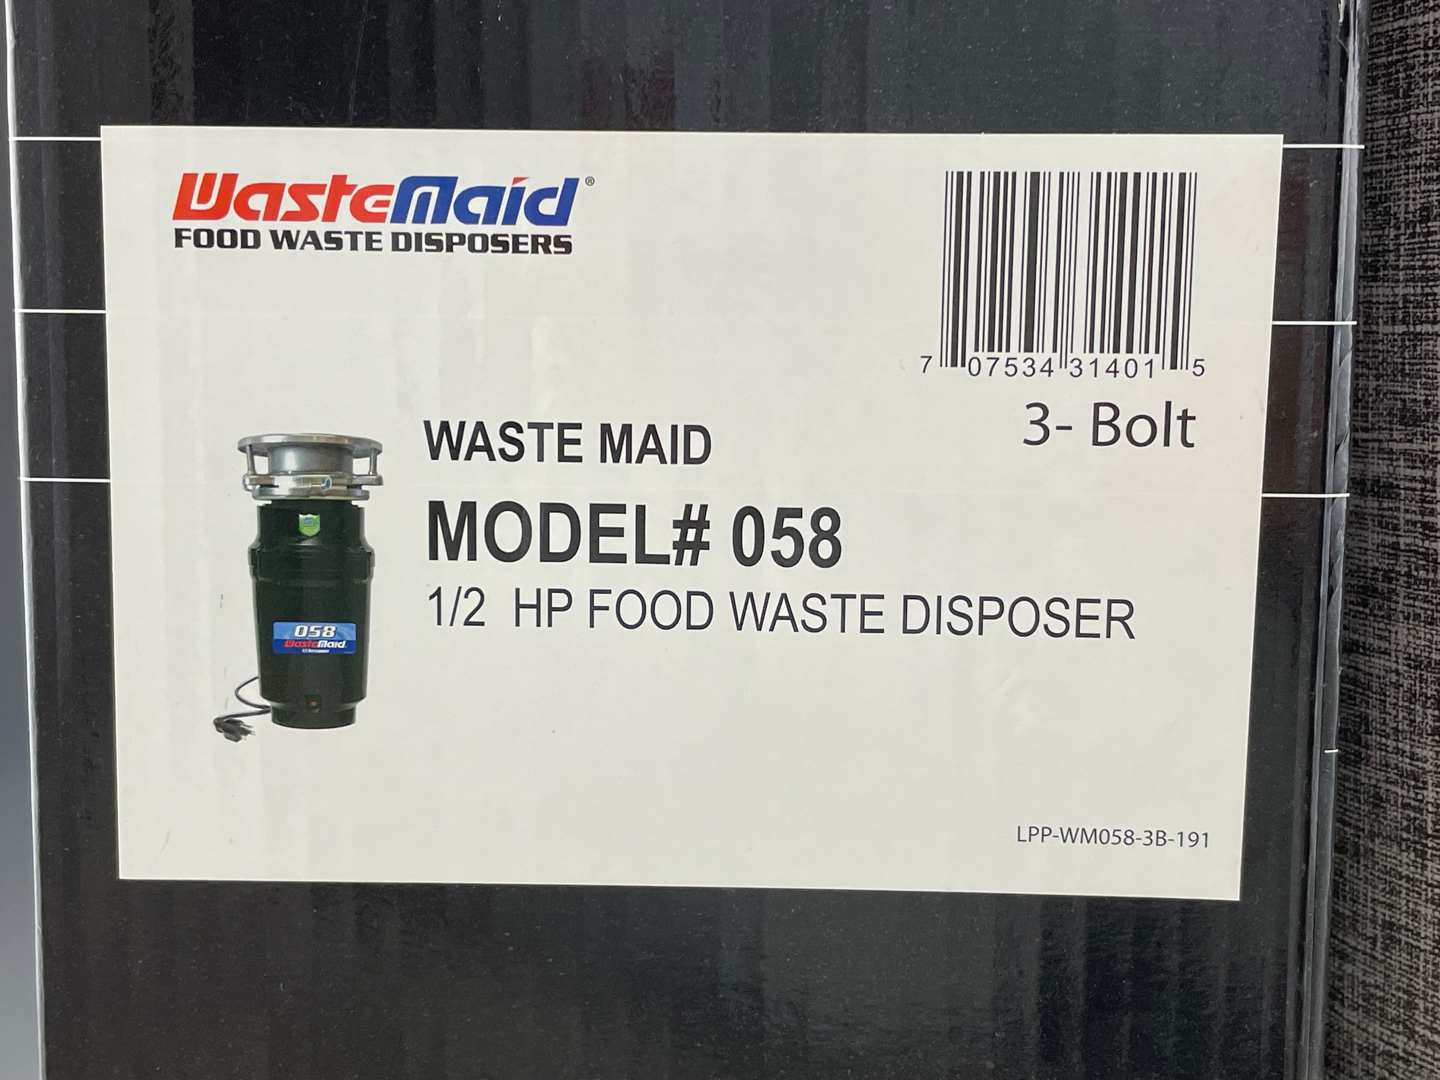 WasteMaid®
FOOD WASTE DISPOSERS
7 07534 31401 5
3- Bolt
WASTE MAID
MODEL# 058
1/2 HP FOOD WASTE DISPOSER
058
WasteMaid
LPP-WM058-3B-191